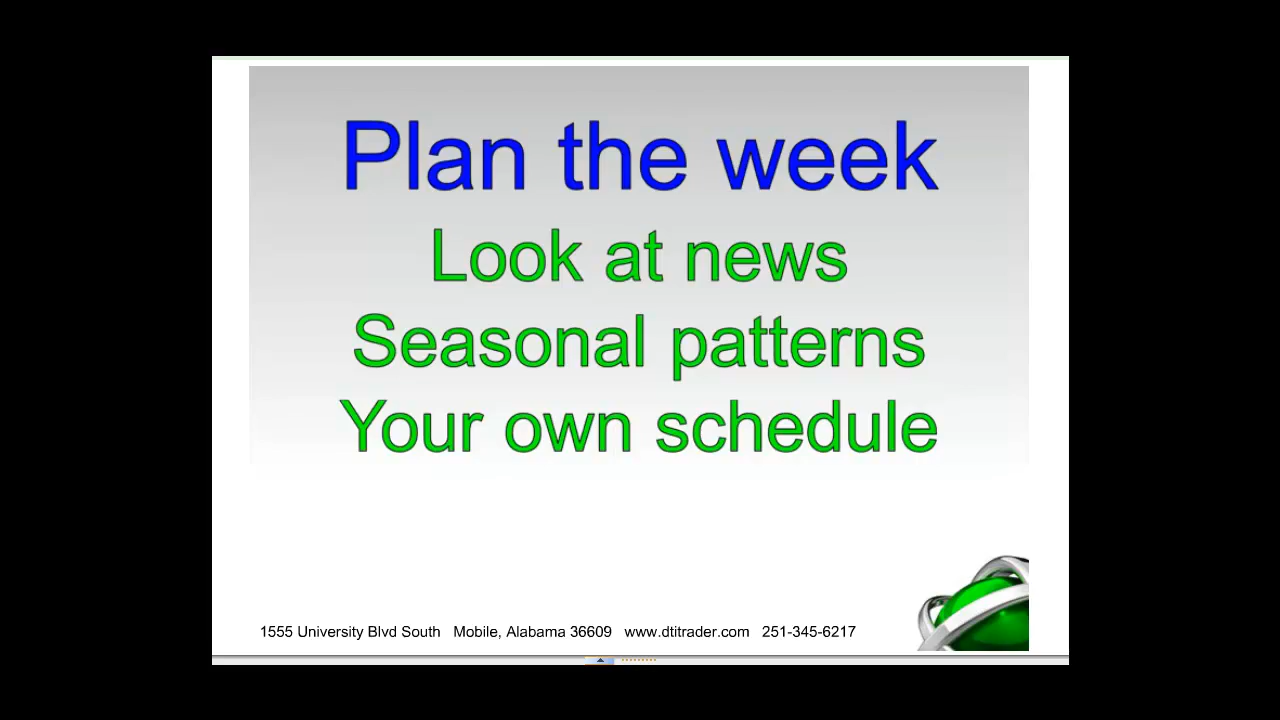 Plan the week
Look at news
Seasonal patterns
Your own schedule
1555 University Blvd South   Mobile, Alabama 36609   www.dtitrader.com   251-345-6217